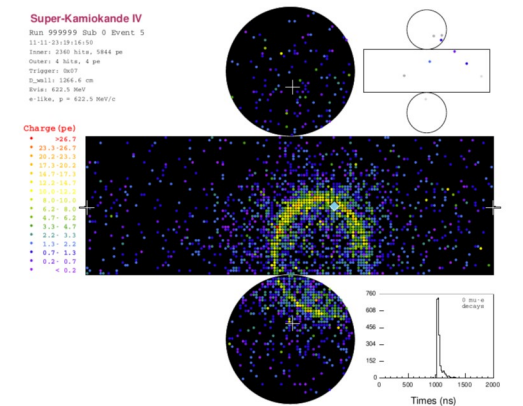 Super-Kamiokande IV
Run 999999 Sub 0 Event 5
11-11-23:19:16:50
Inner: 2340 hits, 5844 pe
Outer: 4 hits, 4 pe
Trigger: 0x07
D_wall: 1266.6 cm
Evis: 622.5 MeV
e-like, p = 622.5 MeV/c
Charge(pe)
>26.7
23.3-26.7
20.2-23.3
17.3-20.2
14.7-17.3
12.2-14.7
10.0-12.2
8.0-10.0
6.2- 8.0
4.7- 6.2
3.3- 4.7
2.2- 3.3
1.3- 2.2
0.7- 1.3
0.2- 0.7
< 0.2
0 mu-e
decays
760
608
456
304
152
0
0 500 1000 1500 2000
Times (ns)